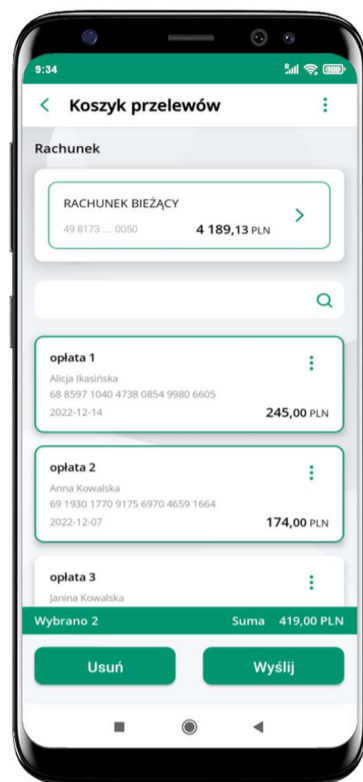 9:34
Koszyk przelewów
Rachunek
RACHUNEK BIEŻĄCY
49 8173 ... 0050 4 189,13 PLN
opłata 1
Alicja Ikasińska
68 8597 1040 4738 0854 9980 6605
2022-12-14 245,00 PLN
opłata 2
Anna Kowalska
69 1930 1770 9175 6970 4659 1664
2022-12-07 174,00 PLN
opłata 3
Janina Kowalska
Wybrano 2 Suma 419,00 PLN
Usuń Wyślij